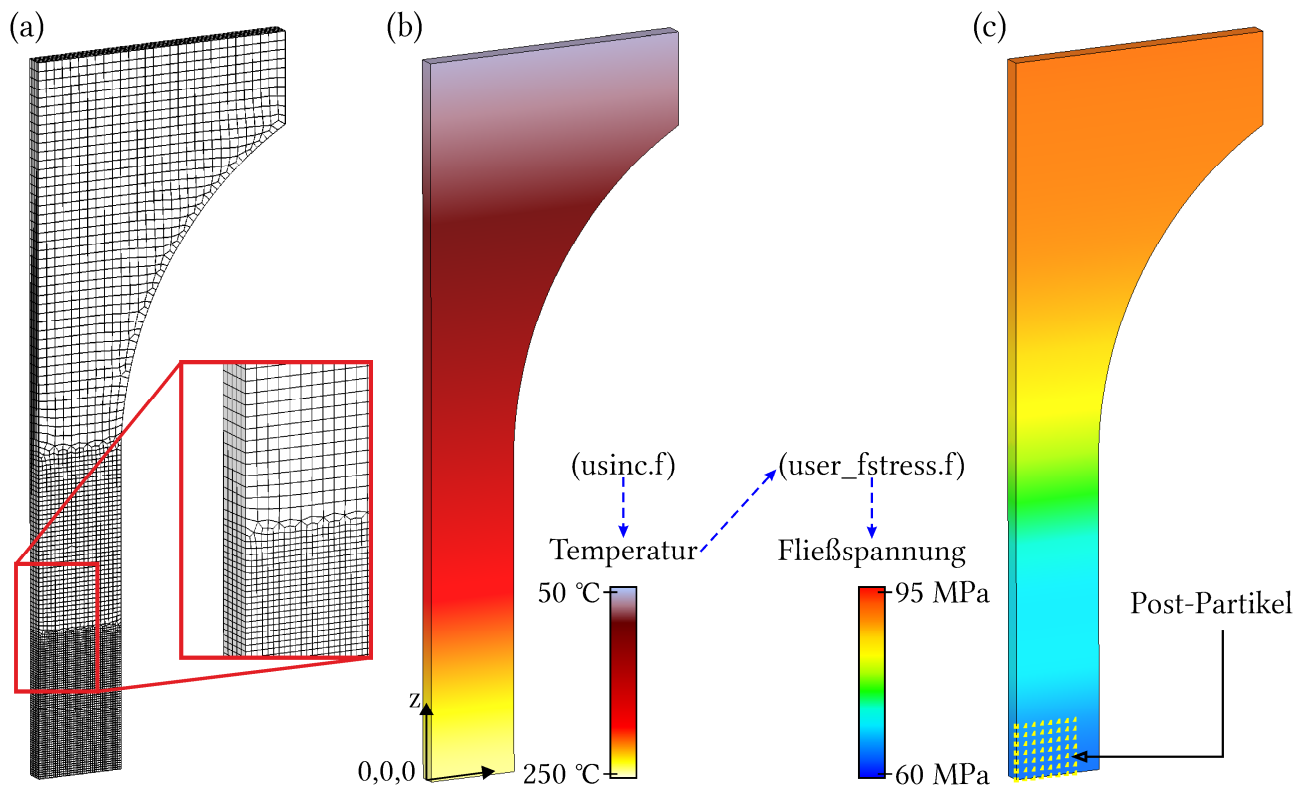 (a)
(b)
(c)
(usinc.f)
(user_fstress.f)
Temperatur
Fließspannung
50 °C
95 MPa
Post-Partikel
z
0,0,0
250 °C
60 MPa